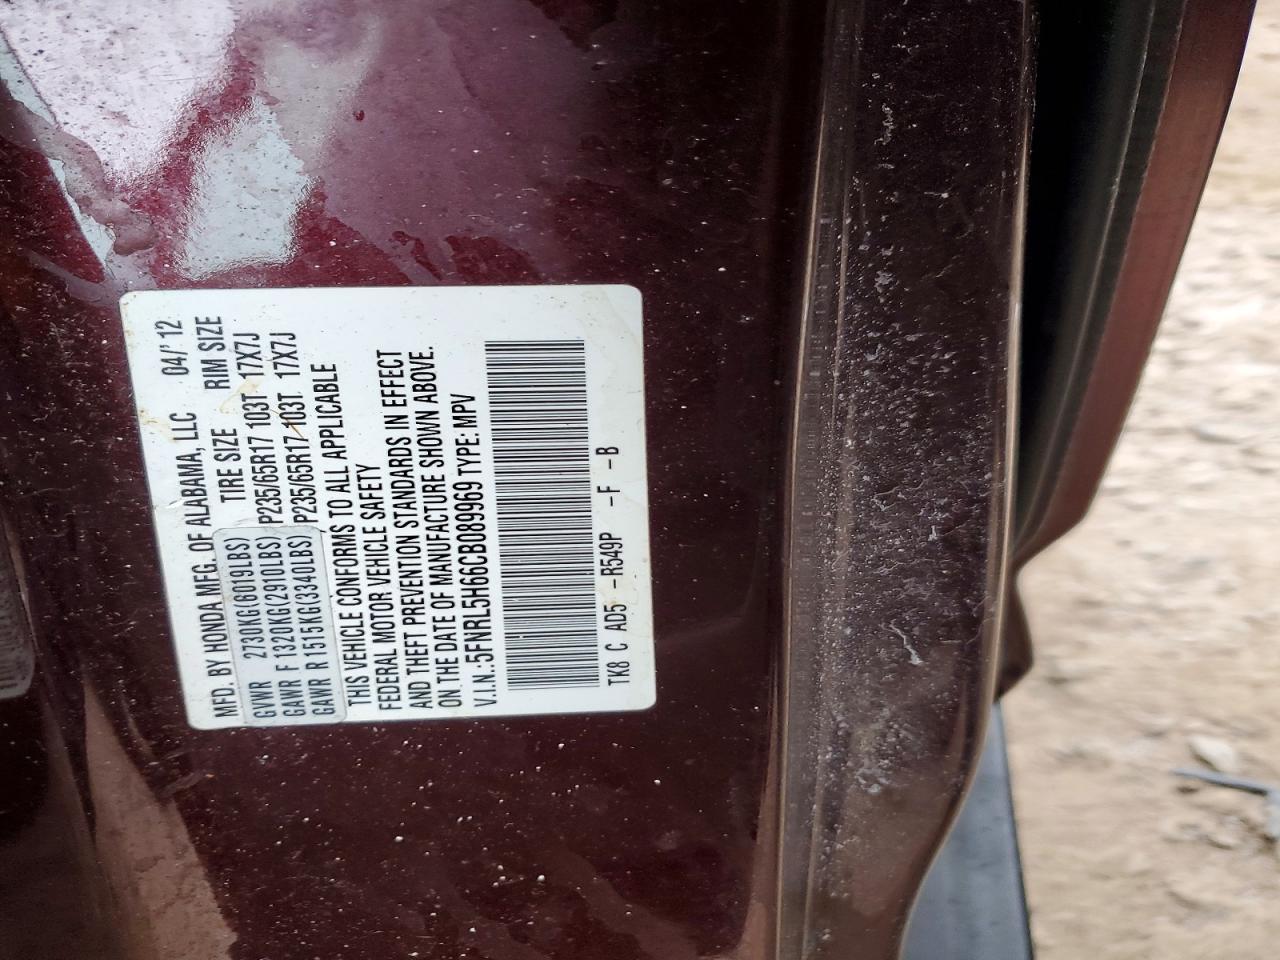 MFD. BY HONDA MFG. OF ALABAMA, LLC 04/'12
GVWR 2730KG(6019LBS) TIRE SIZE RIM SIZE
GAWR F 1320KG(2910LBS) P235/65R17 103T 17X7J
GAWR R 1515KG(3340LBS) P235/65R17 103T 17X7J
THIS VEHICLE CONFORMS TO ALL APPLICABLE
FEDERAL MOTOR VEHICLE SAFETY
AND THEFT PREVENTION STANDARDS IN EFFECT
ON THE DATE OF MANUFACTURE SHOWN ABOVE.
V.I.N.:5FNRL5H66CB089969 TYPE: MPV
TK8 C AD5 -R549P -F -B